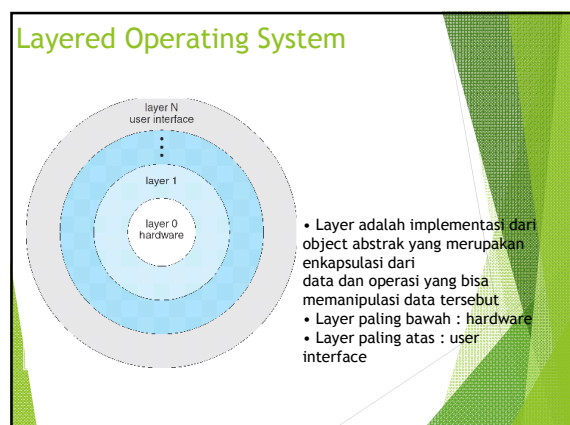 Layered Operating System
layer N
user interface
layer 1
layer 0
hardware
• Layer adalah implementasi dari
object abstrak yang merupakan
enkapsulasi dari
data dan operasi yang bisa
memanipulasi data tersebut
• Layer paling bawah : hardware
• Layer paling atas : user
interface